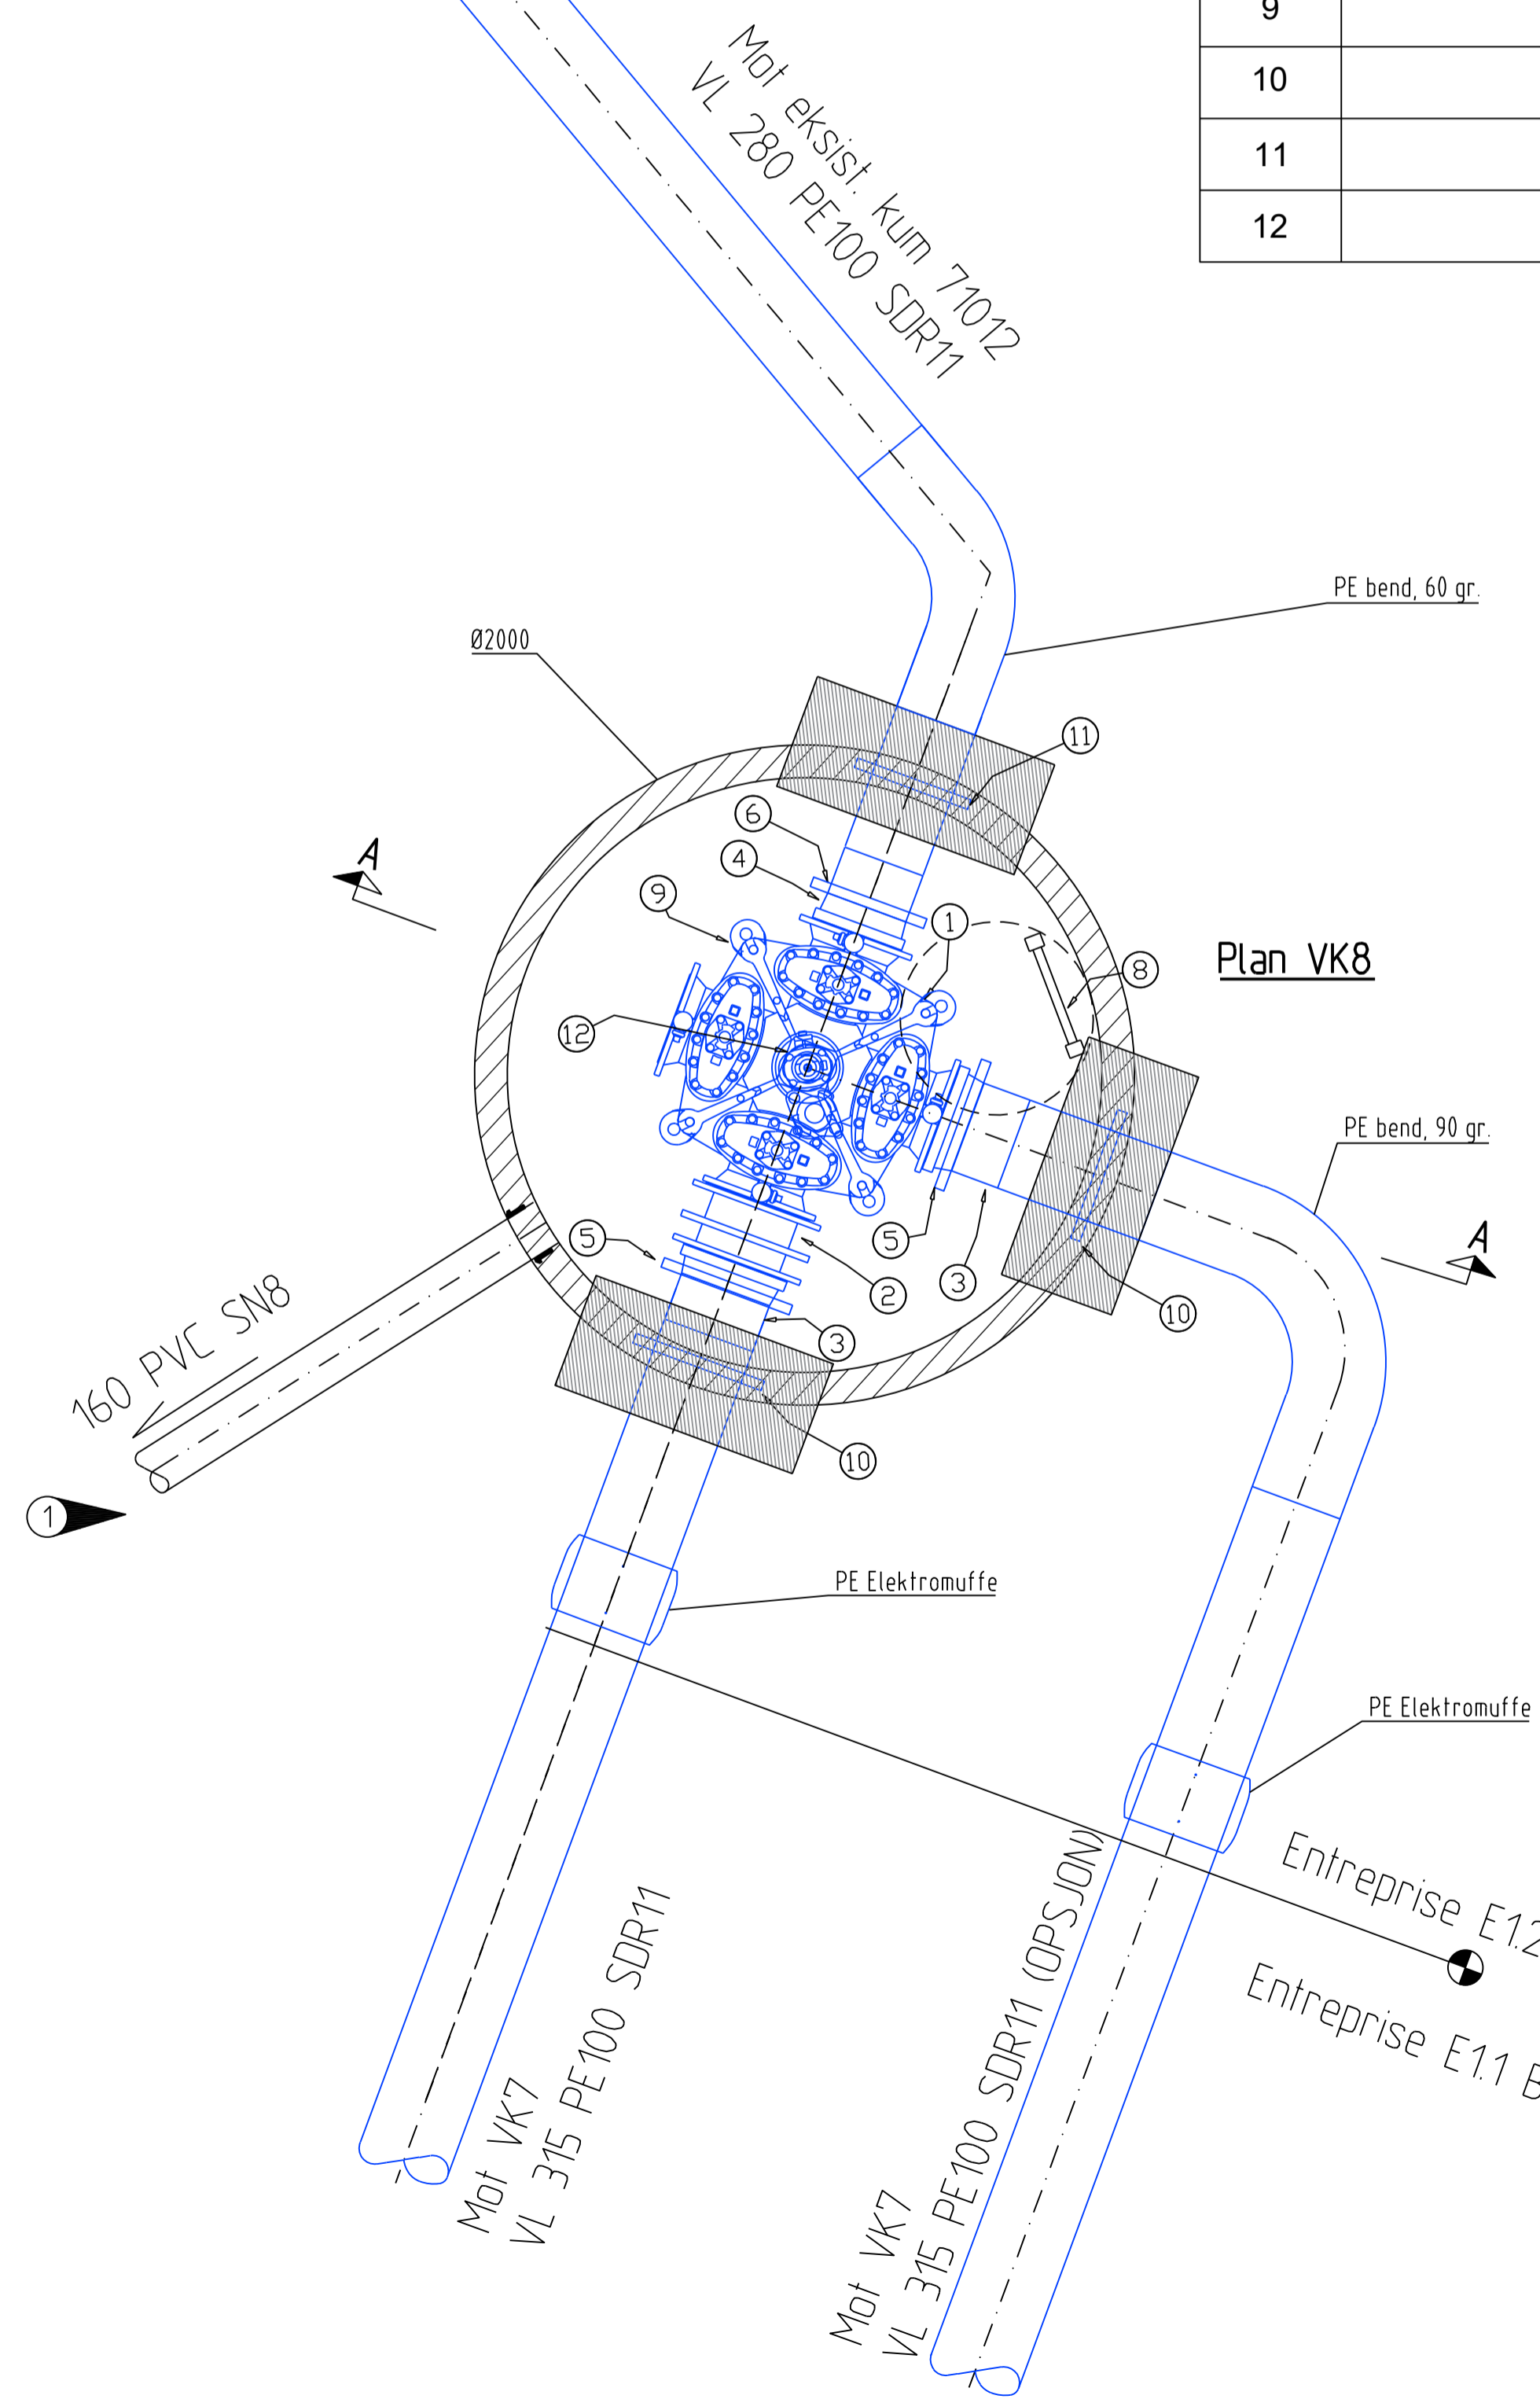 9
10
11
12
Mot eksist. kum 71012
VL 280 PE100 SDR11
PE bend, 60 gr.
Ø2000
11
6
4
9
1
A
8
Plan VK8
12
PE bend, 90 gr.
5
5
3
2
A
10
3
160 PVC SN8
10
1
PE Elektromuffe
PE Elektromuffe
Entreprise E1.2
Entreprise E1.1 B
Mot VK7
VL 315 PE100 SDR11
Mot VK7
VL 315 PE100 SDR11 (OPSJON)